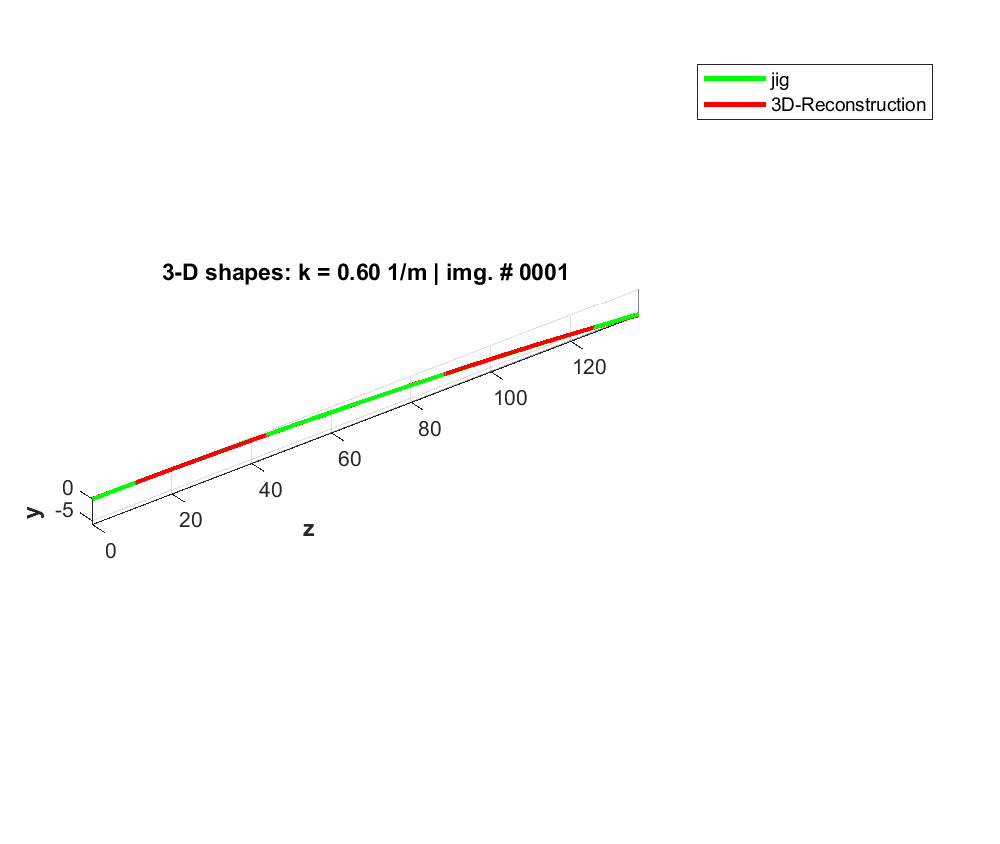 jig
3D-Reconstruction
3-D shapes: k = 0.60 1/m | img. # 0001
120
100
80
60
40
20
0
0
-5
y
z